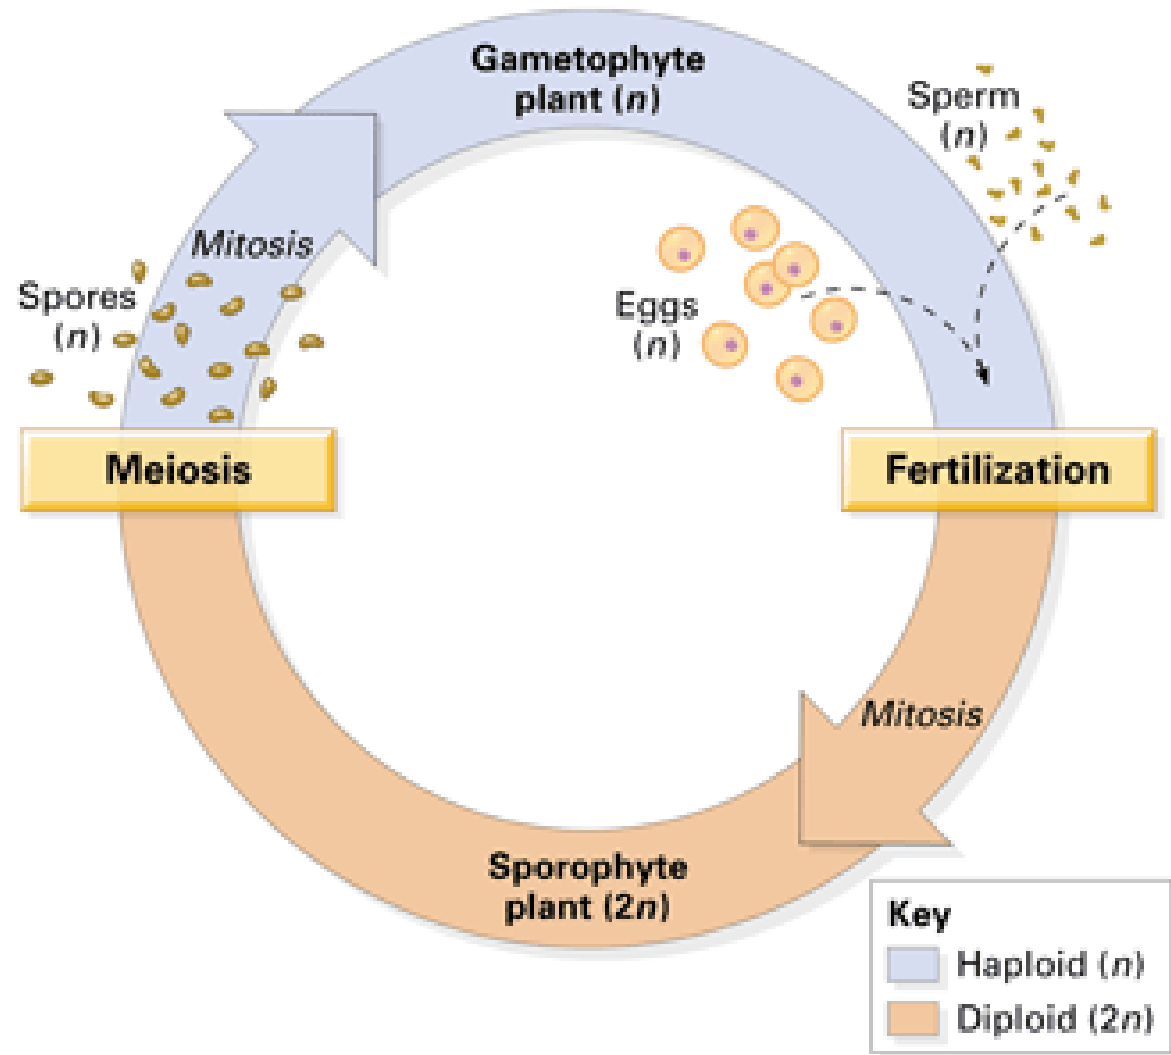 Gametophyte
plant (n)
Sperm
(n)
Mitosis
Spores
(n)
Eggs
(n)
Meiosis
Fertilization
Mitosis
Sporophyte
plant (2n)
Key
Haploid (n)
Diploid (2n)